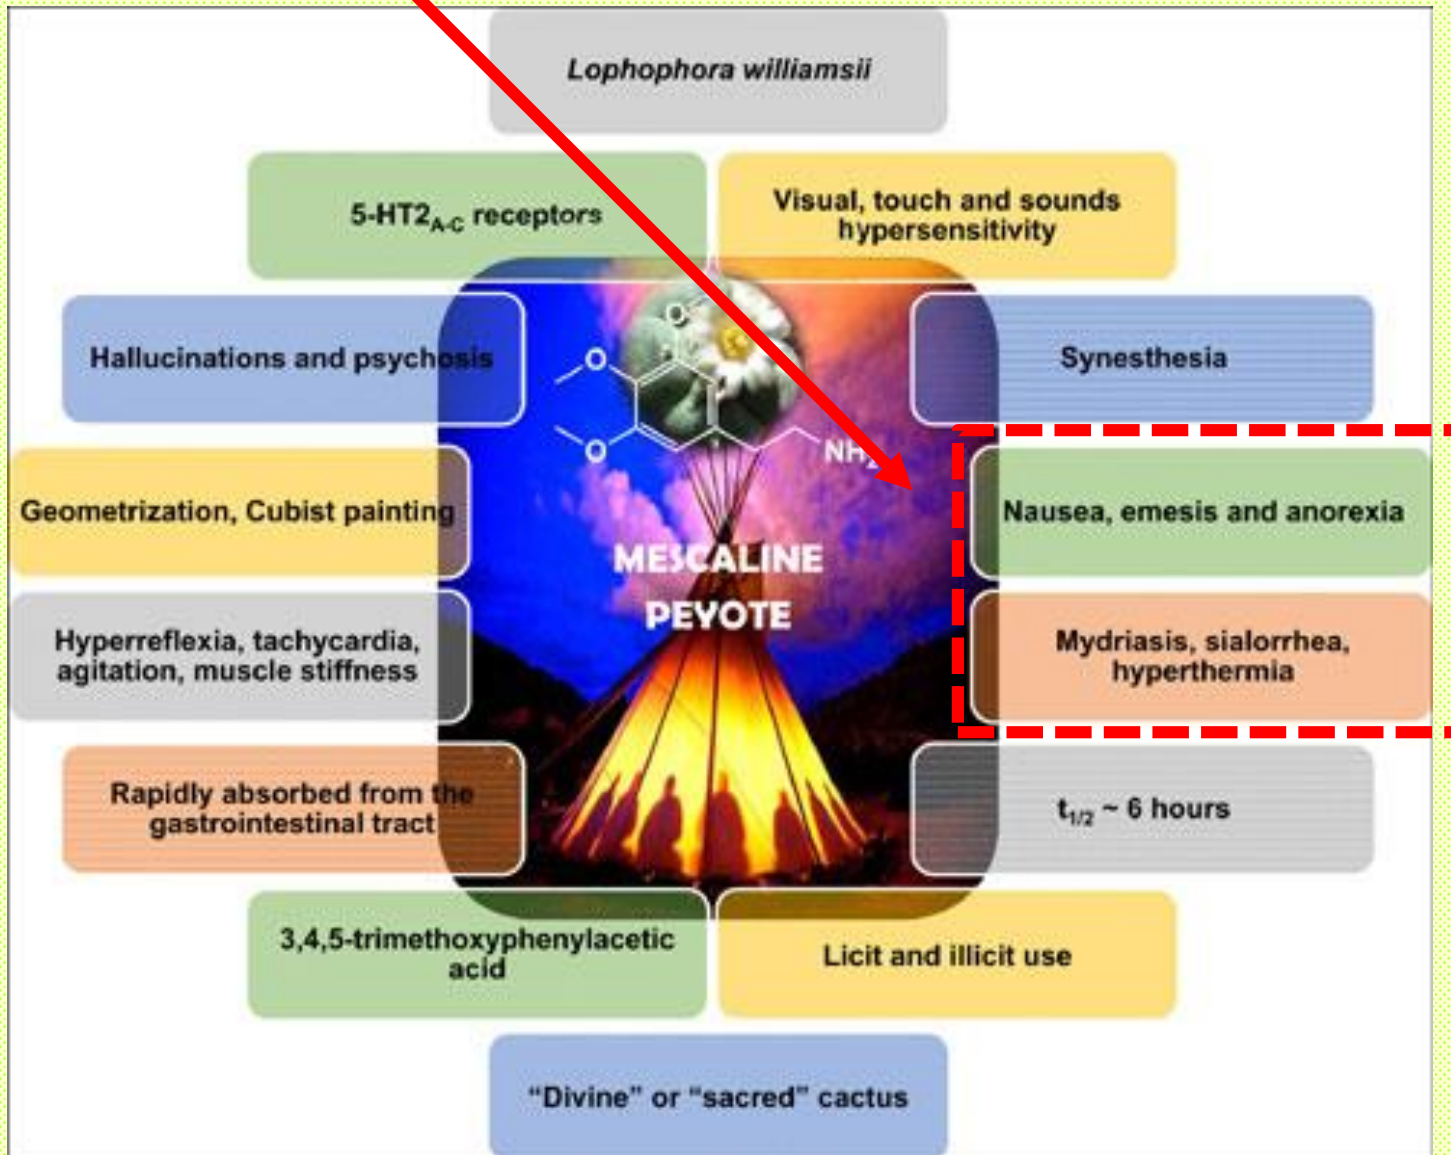 Lophophora williamsii
5-HT2A-C receptors
Visual, touch and sounds
hypersensitivity
Hallucinations and psychosis
O
O
O
NH2
Synesthesia
Geometrization, Cubist painting
Nausea, emesis and anorexia
MESCALINE
PEYOTE
Hyperreflexia, tachycardia,
agitation, muscle stiffness
Mydriasis, sialorrhea,
hyperthermia
Rapidly absorbed from the
gastrointestinal tract
t1/2 ~ 6 hours
3,4,5-trimethoxyphenylacetic
acid
Licit and illicit use
“Divine” or “sacred” cactus